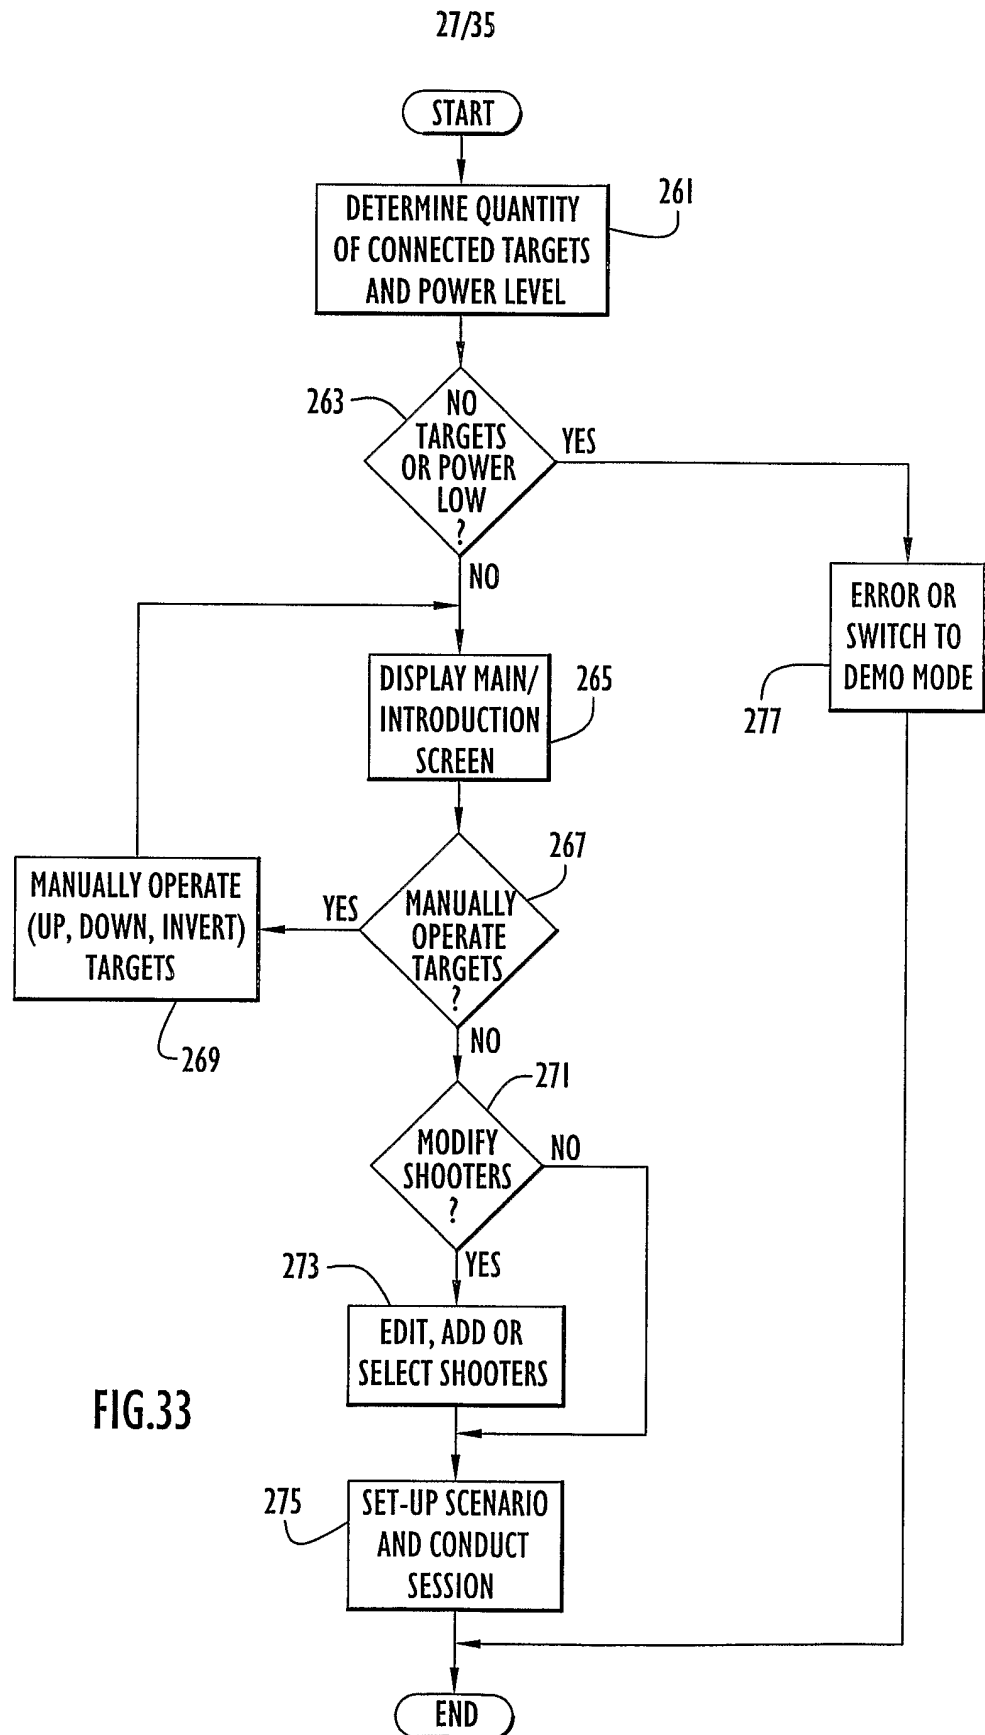 27/35
START
DETERMINE QUANTITY
OF CONNECTED TARGETS
AND POWER LEVEL
261
263
NO
TARGETS
OR POWER
LOW
?
YES
NO
ERROR OR
SWITCH TO
DEMO MODE
277
DISPLAY MAIN/
INTRODUCTION
SCREEN
265
267
MANUALLY
OPERATE
TARGETS
?
YES
MANUALLY OPERATE
(UP, DOWN, INVERT)
TARGETS
269
NO
271
MODIFY
SHOOTERS
?
NO
YES
273
EDIT, ADD OR
SELECT SHOOTERS
FIG.33
275
SET-UP SCENARIO
AND CONDUCT
SESSION
END